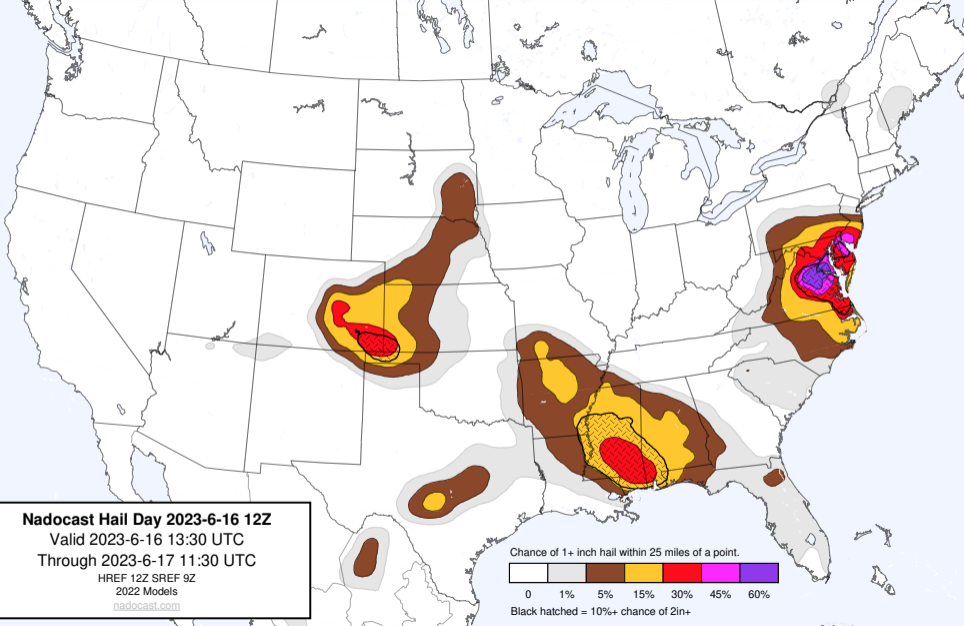 Nadocast Hail Day 2023-6-16 12Z
Valid 2023-6-16 13:30 UTC
Through 2023-6-17 11:30 UTC
HREF 12Z SREF 9Z
2022 Models
nadocast.com
Chance of 1+ inch hail within 25 miles of a point.
0 1% 5% 15% 30% 45% 60%
Black hatched = 10%+ chance of 2in+